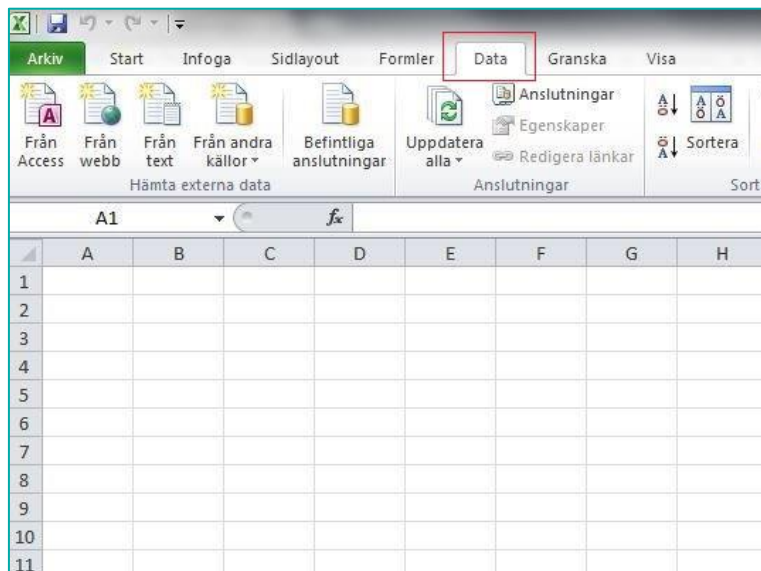 Arkiv Start Infoga Sidlayout Formler Data Granska Visa
Från Access
Från webb
Från text
Från andra källor
Befintliga anslutningar
Hämta externa data
Uppdatera alla
Anslutningar
Egenskaper
Redigera länkar
Anslutningar
Sortera
Sort
A1 fx
A B C D E F G H
1
2
3
4
5
6
7
8
9
10
11